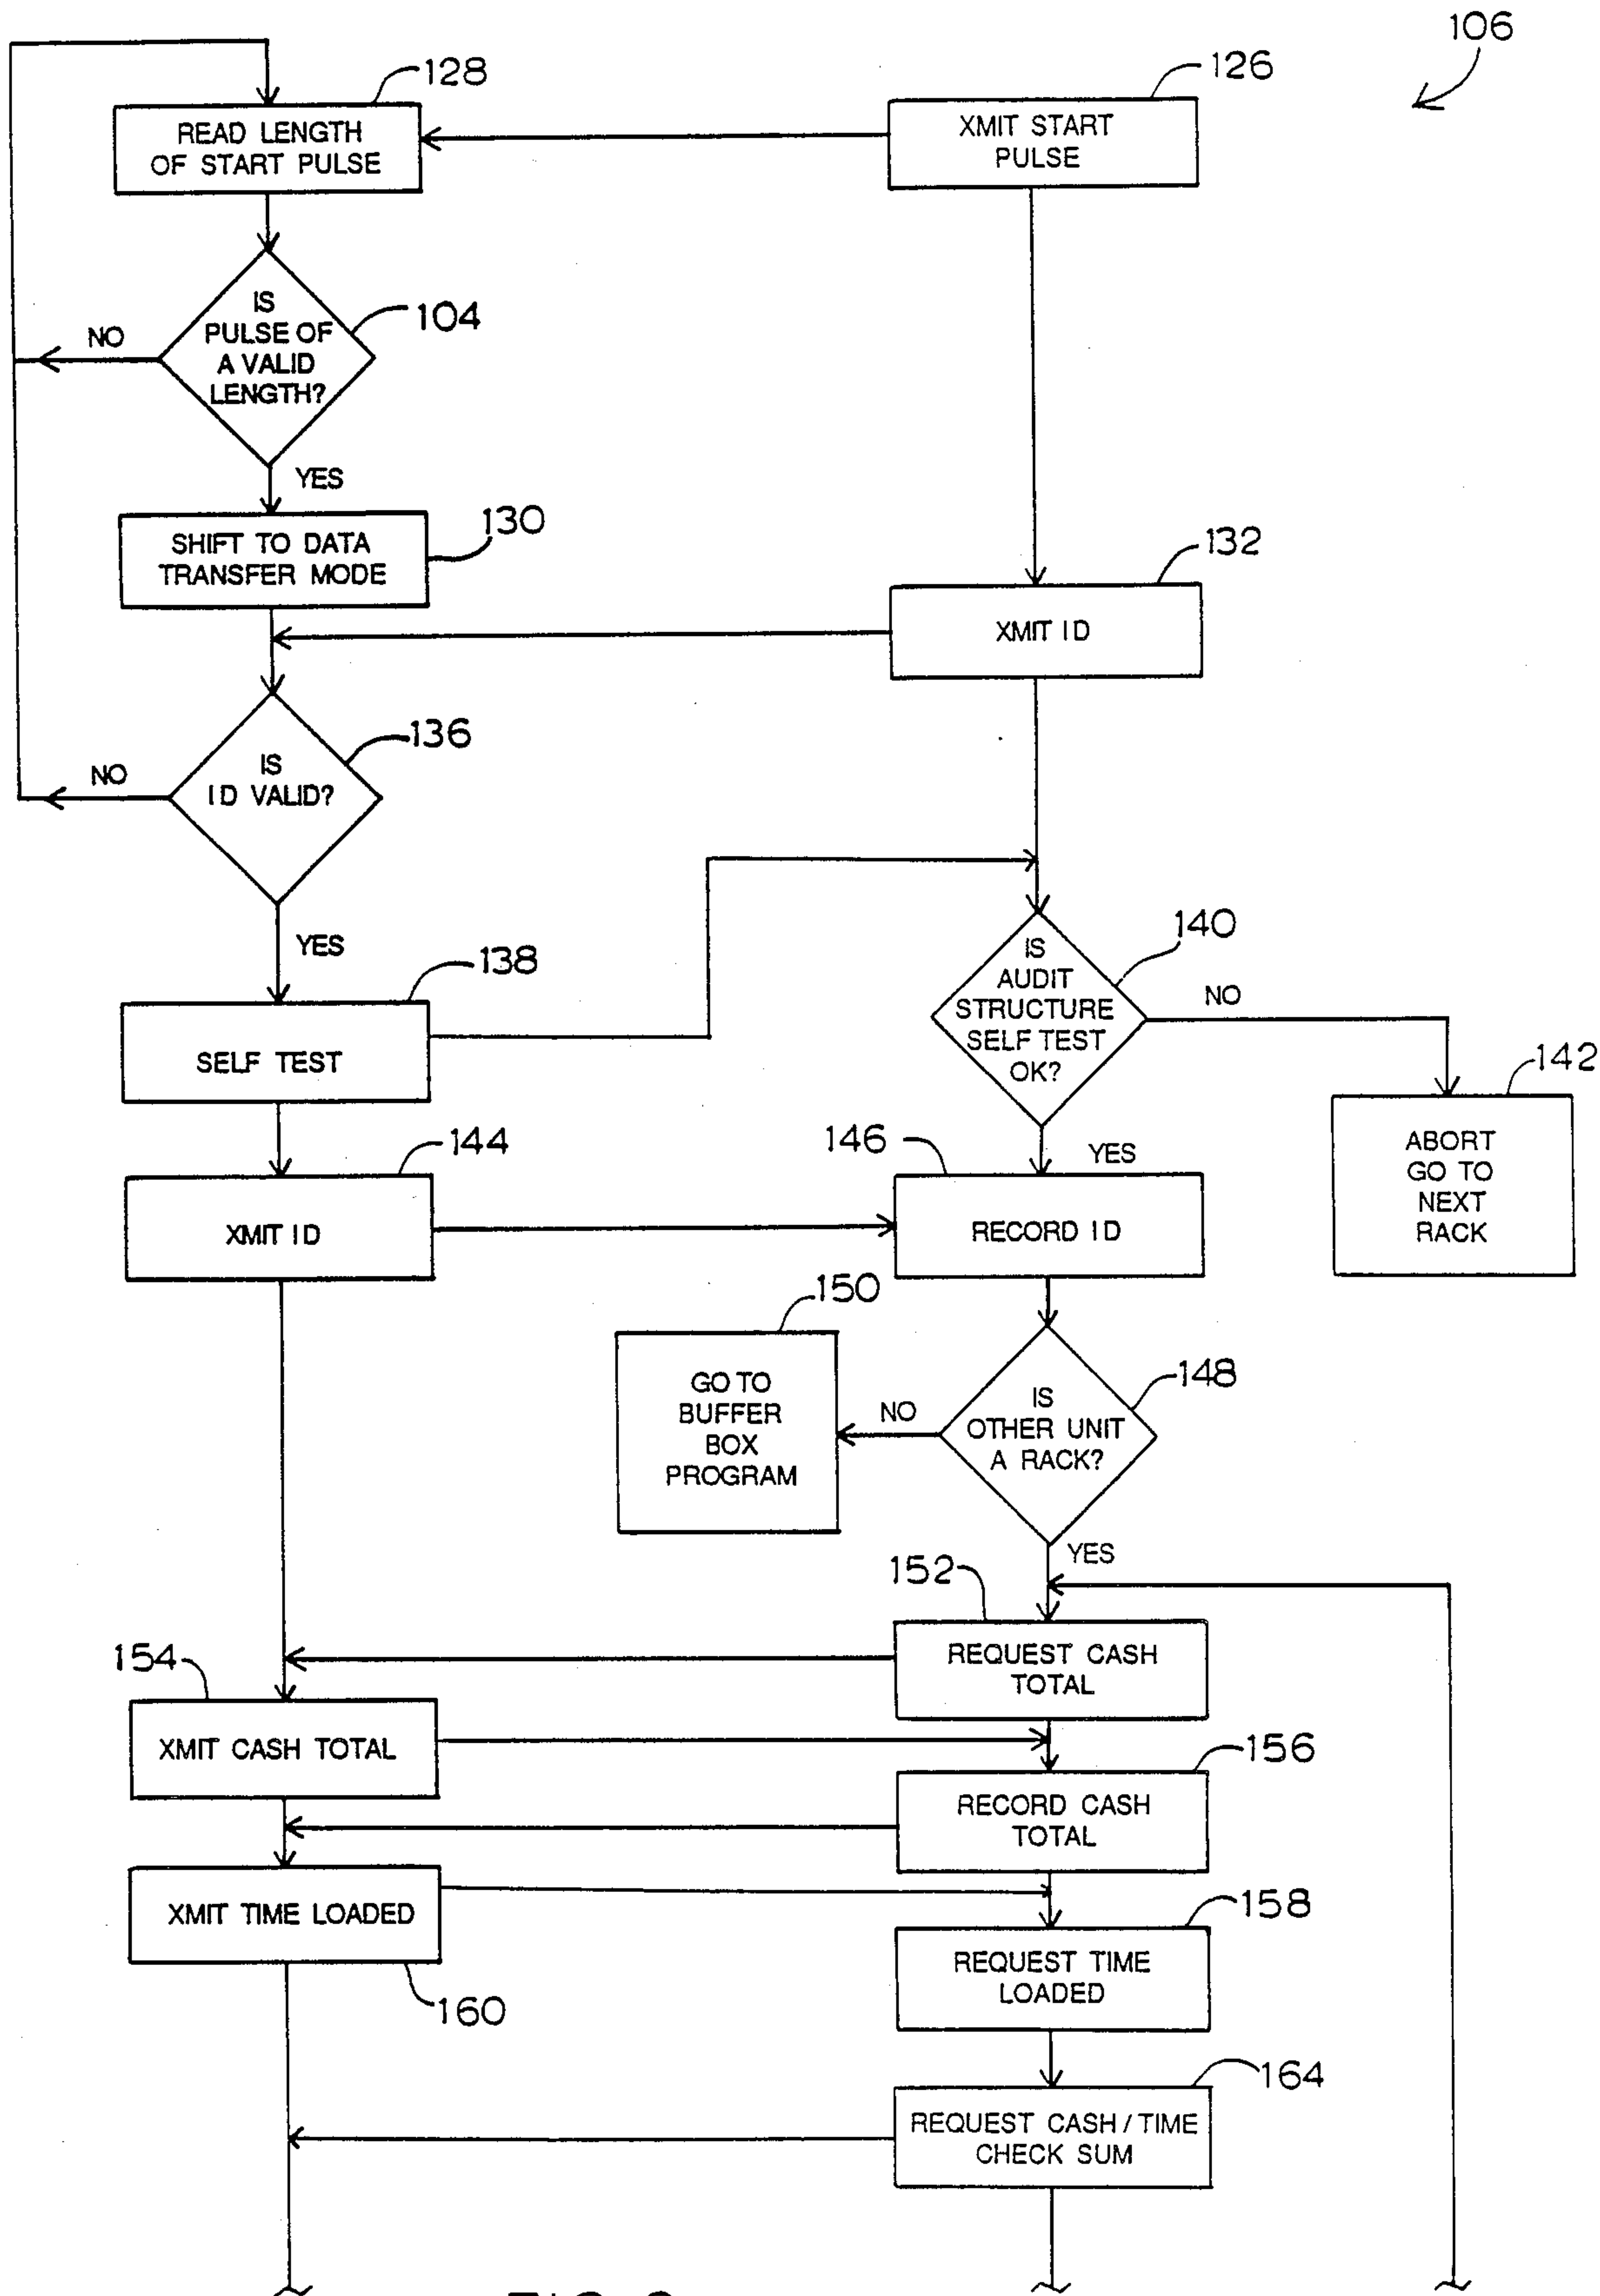 106
128
126
READ LENGTH
OF START PULSE
XMIT START
PULSE
IS
PULSE OF
A VALID
LENGTH?
104
NO
YES
130
SHIFT TO DATA
TRANSFER MODE
132
XMIT ID
136
IS
ID VALID?
NO
YES
138
SELF TEST
140
IS
AUDIT
STRUCTURE
SELF TEST
OK?
NO
142
ABORT
GO TO
NEXT
RACK
YES
144
XMIT ID
146
RECORD ID
150
GO TO
BUFFER
BOX
PROGRAM
NO
148
IS
OTHER UNIT
A RACK?
YES
152
REQUEST CASH
TOTAL
154
XMIT CASH TOTAL
156
RECORD CASH
TOTAL
XMIT TIME LOADED
160
158
REQUEST TIME
LOADED
164
REQUEST CASH / TIME
CHECK SUM